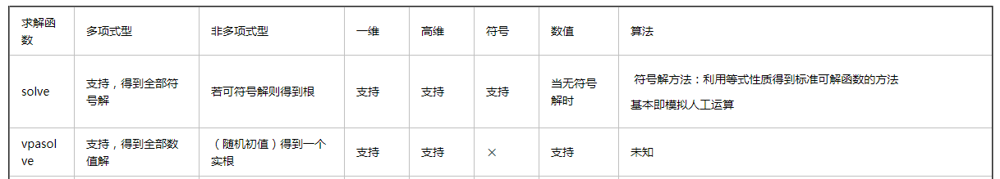 求解函
数
多项式型
非多项式型
一维
高维
符号
数值
算法
solve
支持，得到全部符
号解
若可符号解则得到根
支持
支持
支持
当无符号
解时
符号解方法：利用等式性质得到标准可解函数的方法
基本即模拟人工运算
vpasol
ve
支持，得到全部数
值解
（随机初值）得到一个
实根
支持
支持
×
支持
未知